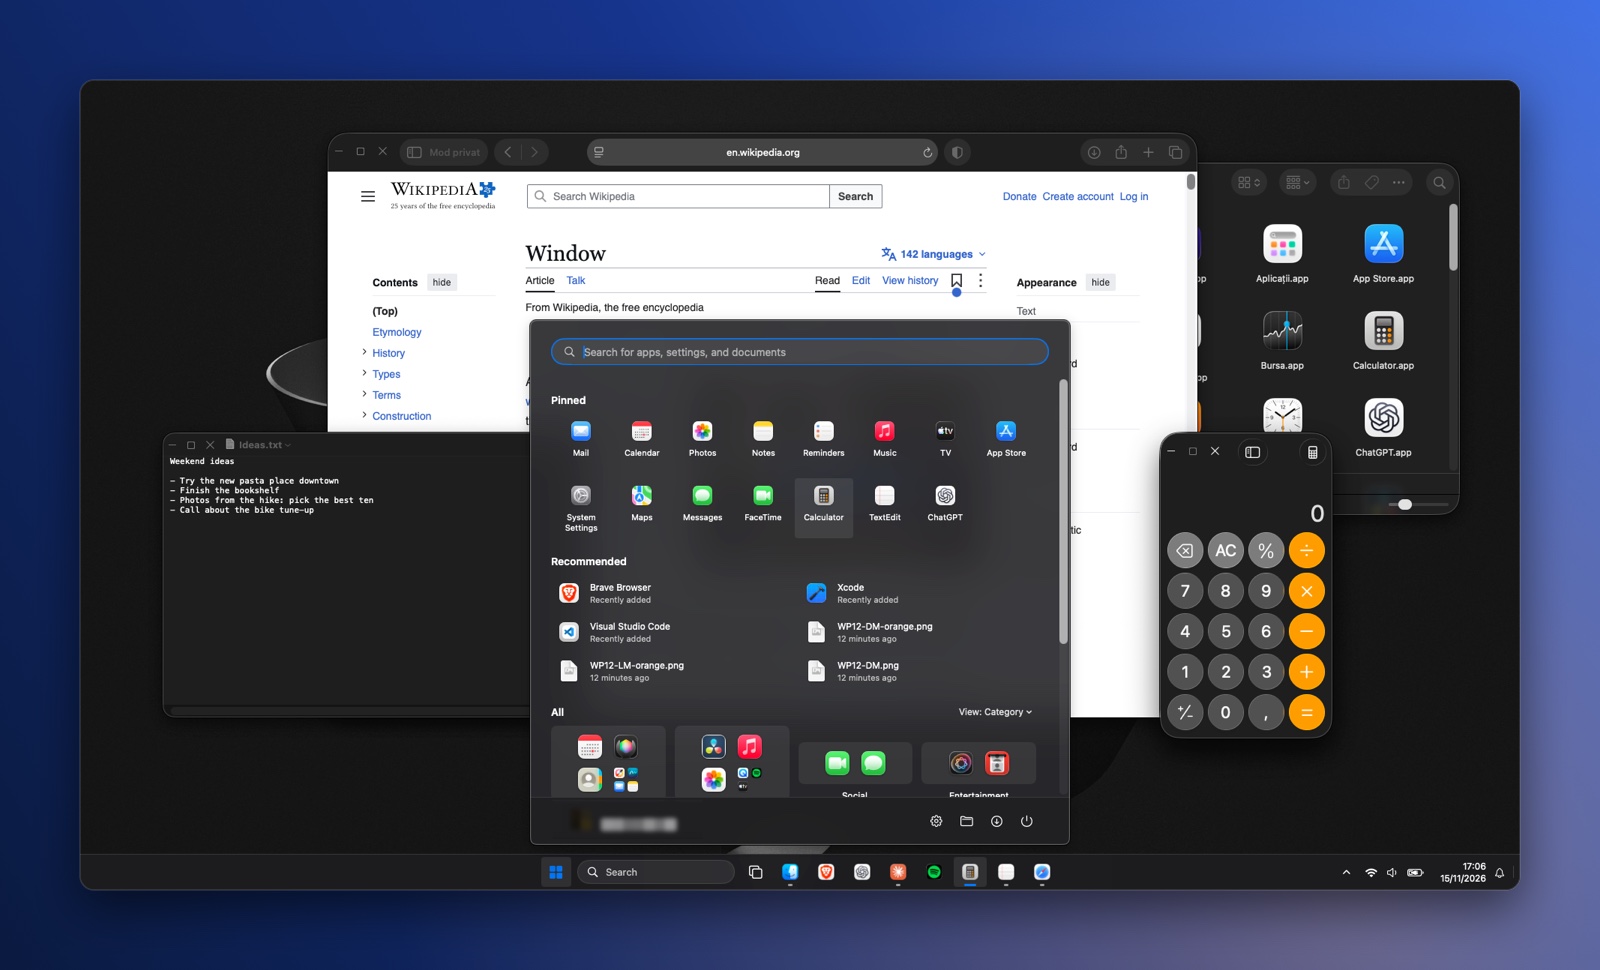 Mod privat
en.wikipedia.org
WIKIPEDIA
25 years of the free encyclopedia
Search Wikipedia
Search
Donate
Create account
Log in
Window
142 languages
Contents
hide
Article
Talk
Read
Edit
View history
Appearance
hide
(Top)
From Wikipedia, the free encyclopedia
Text
Etymology
History
Types
Terms
Construction
Aplicații.app
App Store.app
Bursa.app
Calculator.app
ChatGPT.app
Ideas.txt
Weekend ideas
– Try the new pasta place downtown
– Finish the bookshelf
– Photos from the hike: pick the best ten
– Call about the bike tune-up
Search for apps, settings, and documents
Pinned
Mail
Calendar
Photos
Notes
Reminders
Music
tv
TV
App Store
System Settings
Maps
Messages
FaceTime
Calculator
TextEdit
ChatGPT
Recommended
Brave Browser
Recently added
Xcode
Recently added
Visual Studio Code
Recently added
WP12-DM-orange.png
12 minutes ago
WP12-LM-orange.png
12 minutes ago
WP12-DM.png
12 minutes ago
All
View: Category
Social
Entertainment
0
AC % ÷
7 8 9 ×
4 5 6 −
1 2 3 +
+/− 0 , =
Search
17:06
15/11/2026